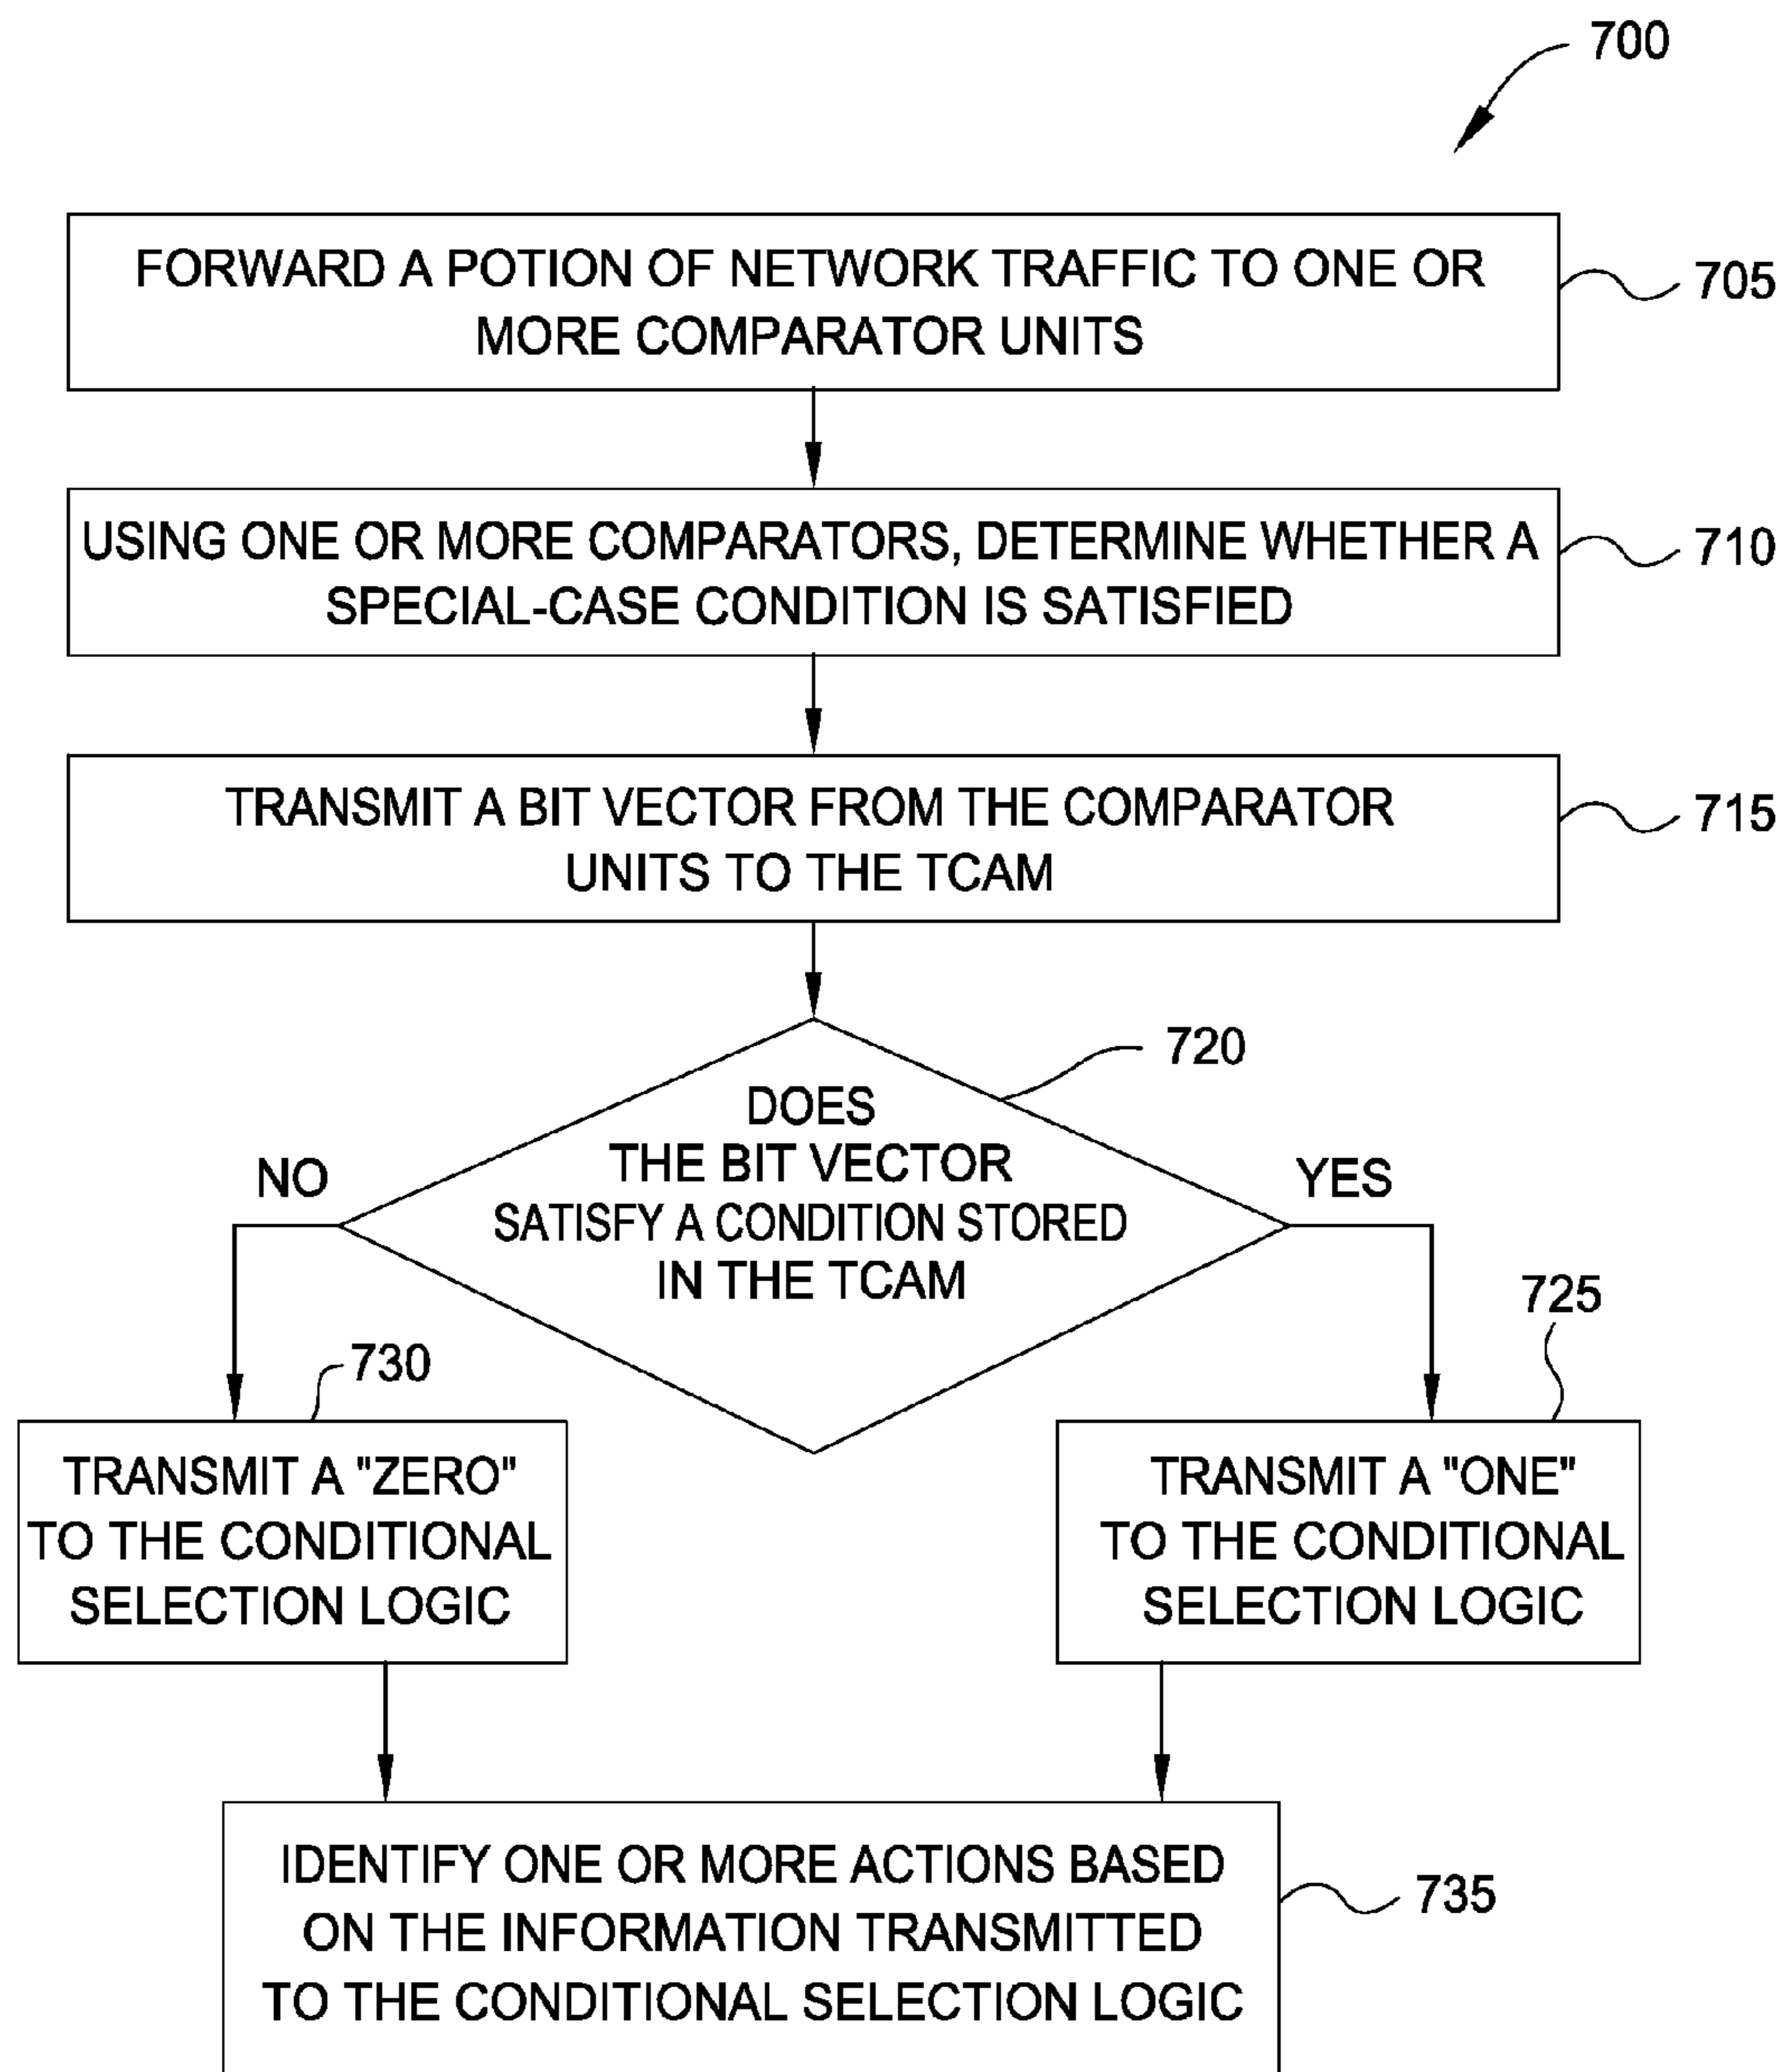 700
FORWARD A POTION OF NETWORK TRAFFIC TO ONE OR
MORE COMPARATOR UNITS
705
USING ONE OR MORE COMPARATORS, DETERMINE WHETHER A
SPECIAL-CASE CONDITION IS SATISFIED
710
TRANSMIT A BIT VECTOR FROM THE COMPARATOR
UNITS TO THE TCAM
715
720
DOES
THE BIT VECTOR
SATISFY A CONDITION STORED
IN THE TCAM
NO
YES
730
TRANSMIT A "ZERO"
TO THE CONDITIONAL
SELECTION LOGIC
725
TRANSMIT A "ONE"
TO THE CONDITIONAL
SELECTION LOGIC
IDENTIFY ONE OR MORE ACTIONS BASED
ON THE INFORMATION TRANSMITTED
TO THE CONDITIONAL SELECTION LOGIC
735